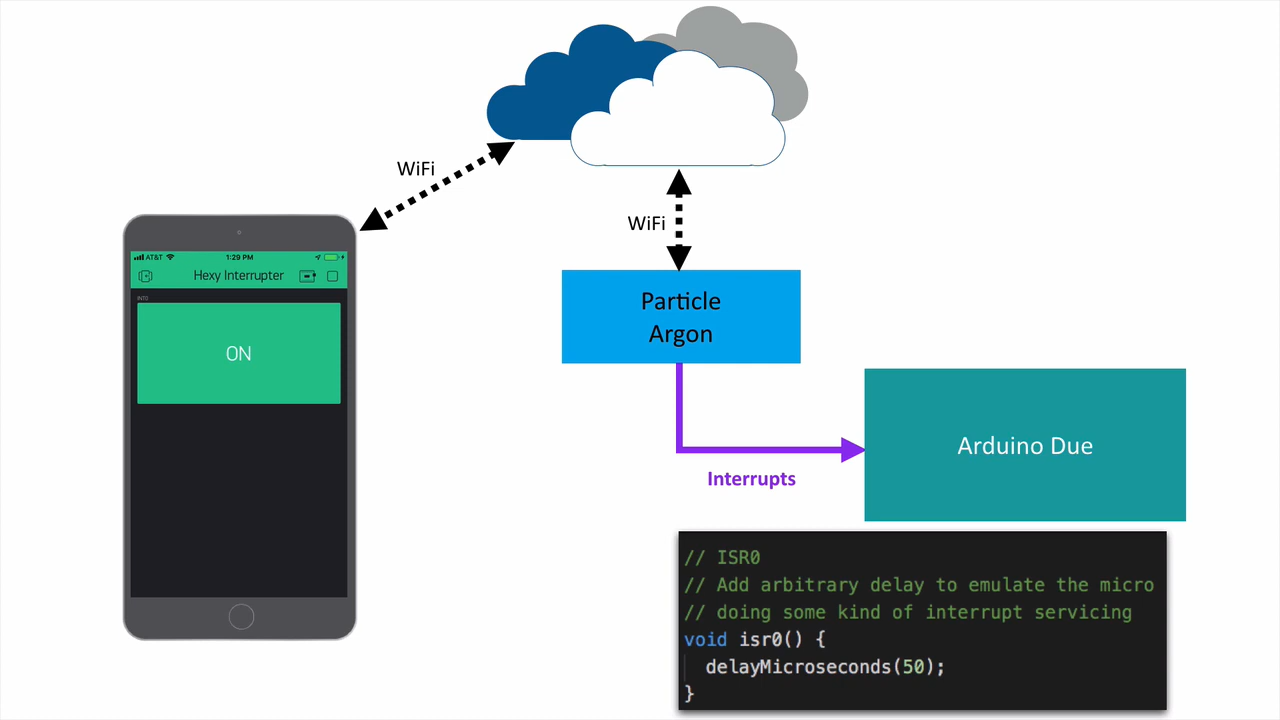 WiFi
WiFi
AT&T
1:29 PM
Hexy Interrupter
INT0
ON
Particle
Argon
Arduino Due
Interrupts
// ISR0
// Add arbitrary delay to emulate the micro
// doing some kind of interrupt servicing
void isr0() {
  delayMicroseconds(50);
}